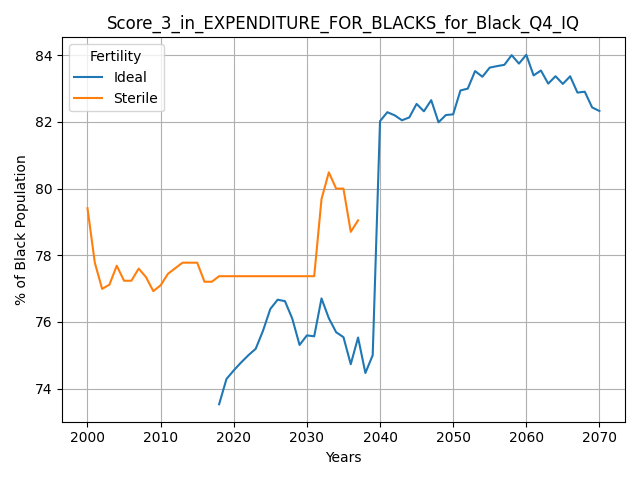 Score_3_in_EXPENDITURE_FOR_BLACKS_for_Black_Q4_IQ
Fertility
Ideal
Sterile
% of Black Population
84
82
80
78
76
74
2000 2010 2020 2030 2040 2050 2060 2070
Years